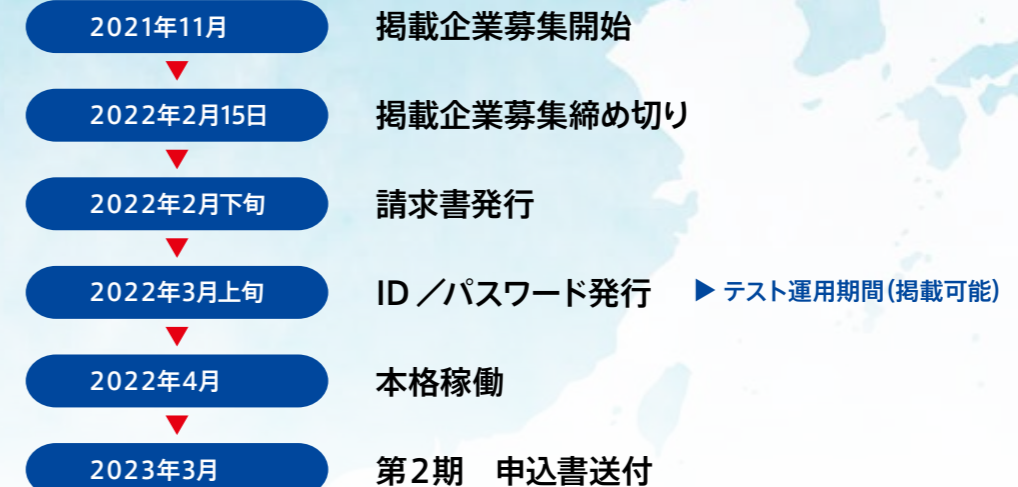 2021年11月 掲載企業募集開始
2022年2月15日 掲載企業募集締め切り
2022年2月下旬 請求書発行
2022年3月上旬 ID／パスワード発行 ▶ テスト運用期間(掲載可能)
2022年4月 本格稼働
2023年3月 第2期　申込書送付